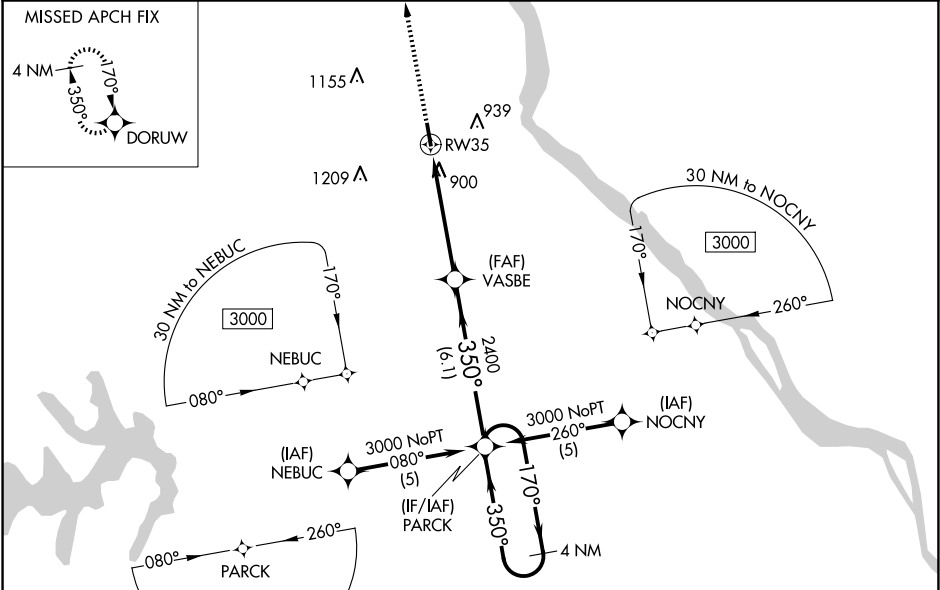 MISSED APCH FIX
4 NM
170°
350°
DORUW
1155
939
RW35
1209
900
30 NM to NEBUC
3000
170°
NEBUC
080°
(FAF)
VASBE
30 NM to NOCNY
3000
170°
NOCNY
260°
2400
350°
(6.1)
(IAF)
NEBUC
3000 NoPT
080°
(5)
3000 NoPT
260°
(5)
(IAF)
NOCNY
(IF/IAF)
PARCK
170°
350°
4 NM
080°
260°
PARCK